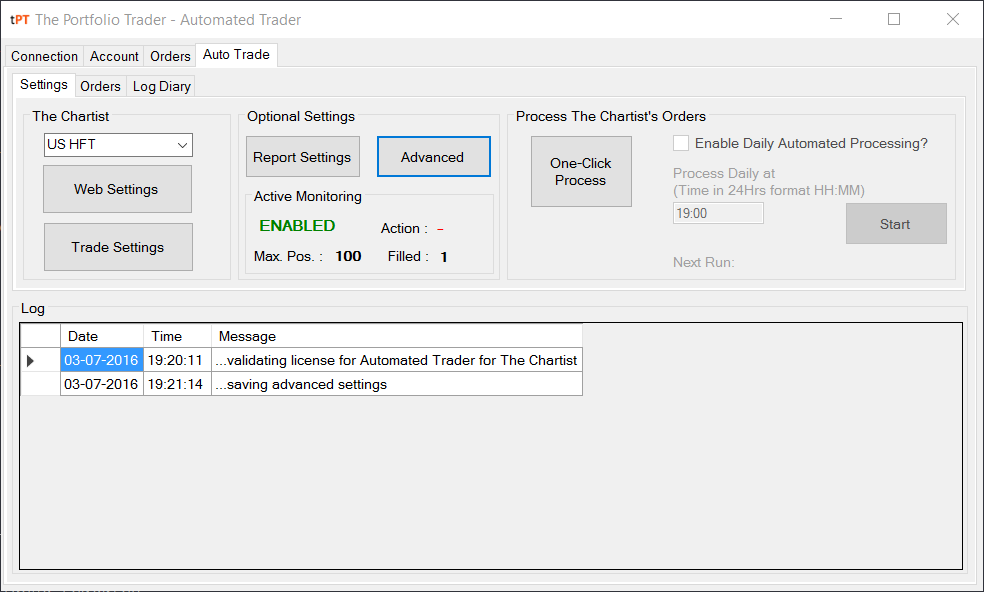 tPT The Portfolio Trader - Automated Trader
Connection Account Orders Auto Trade
Settings Orders Log Diary
The Chartist
US HFT
Web Settings
Trade Settings
Optional Settings
Report Settings Advanced
Active Monitoring
ENABLED Action : –
Max. Pos. : 100 Filled : 1
Process The Chartist's Orders
One-Click
Process
Enable Daily Automated Processing?
Process Daily at
(Time in 24Hrs format HH:MM)
19:00
Start
Next Run:
Log
Date Time Message
03-07-2016 19:20:11 ...validating license for Automated Trader for The Chartist
03-07-2016 19:21:14 ...saving advanced settings